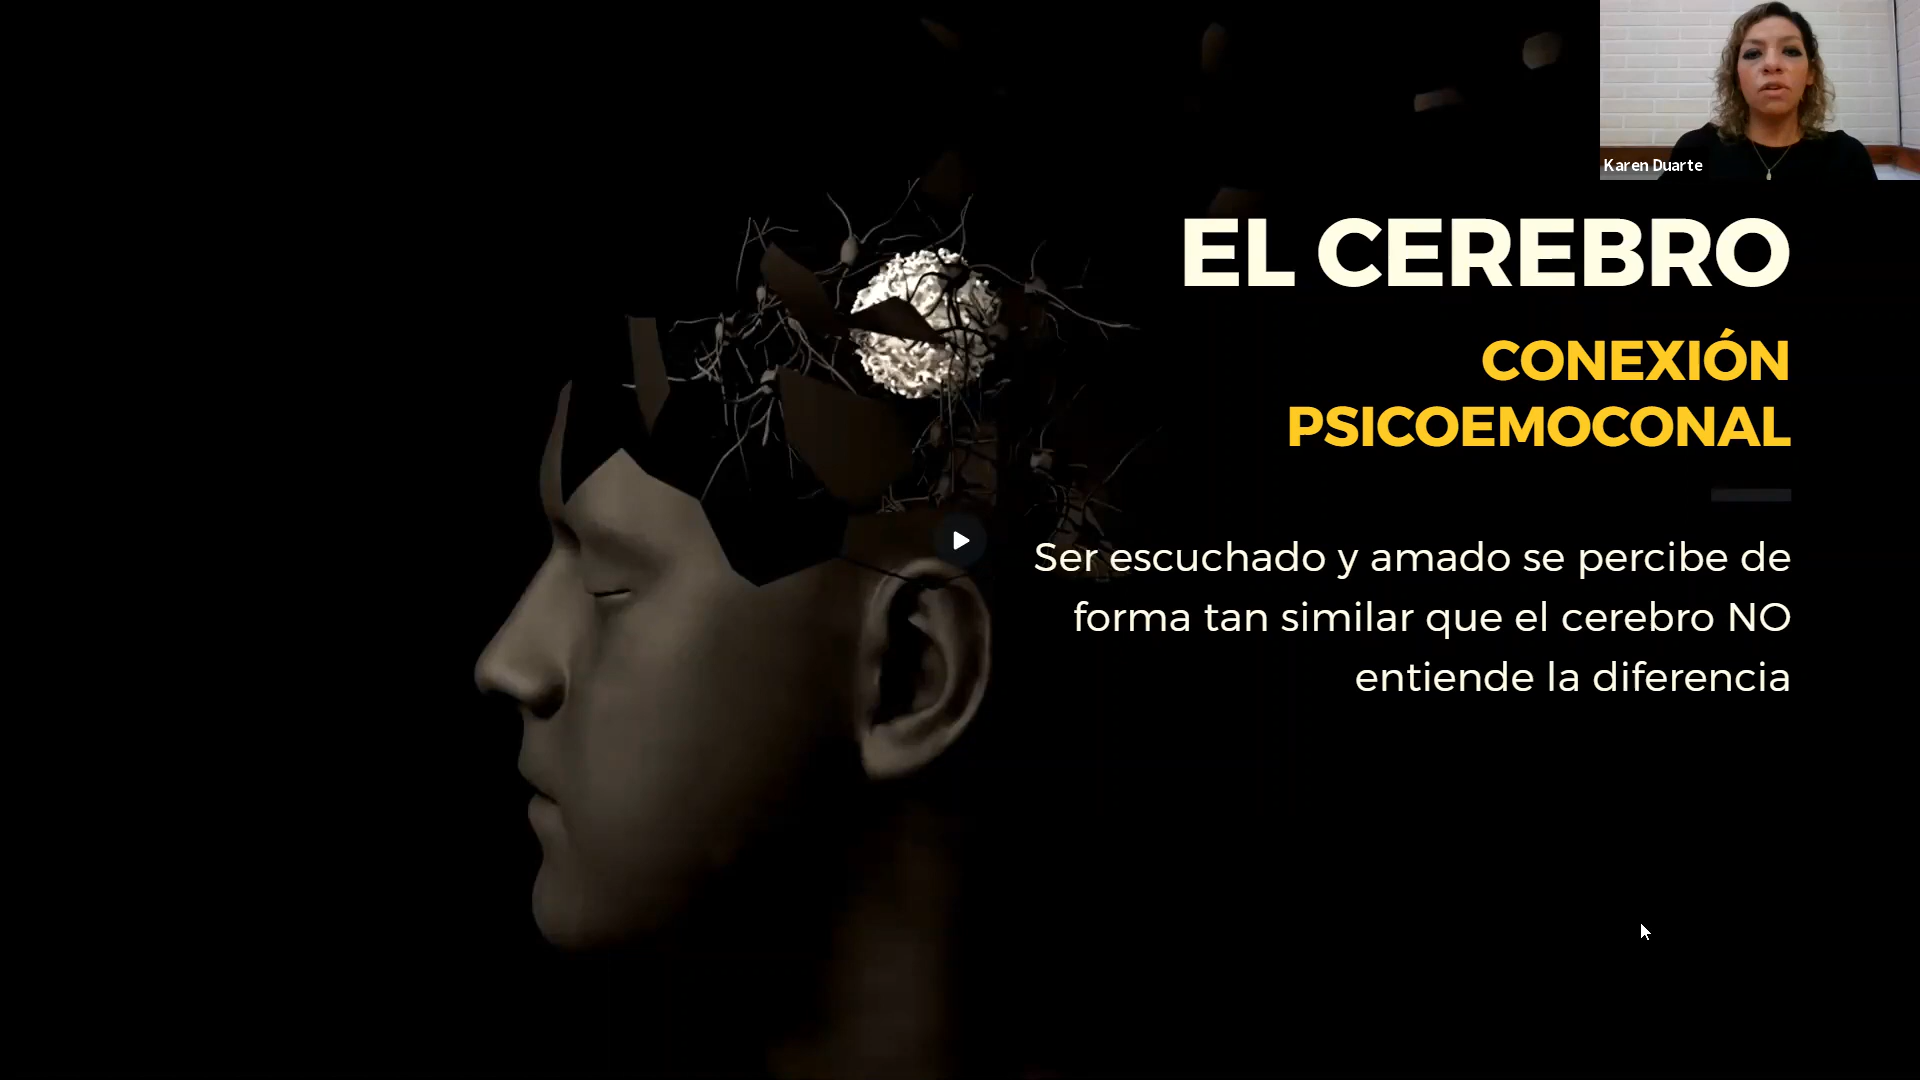 Karen Duarte
EL CEREBRO
CONEXIÓN
PSICOEMOCONAL
Ser escuchado y amado se percibe de
forma tan similar que el cerebro NO
entiende la diferencia